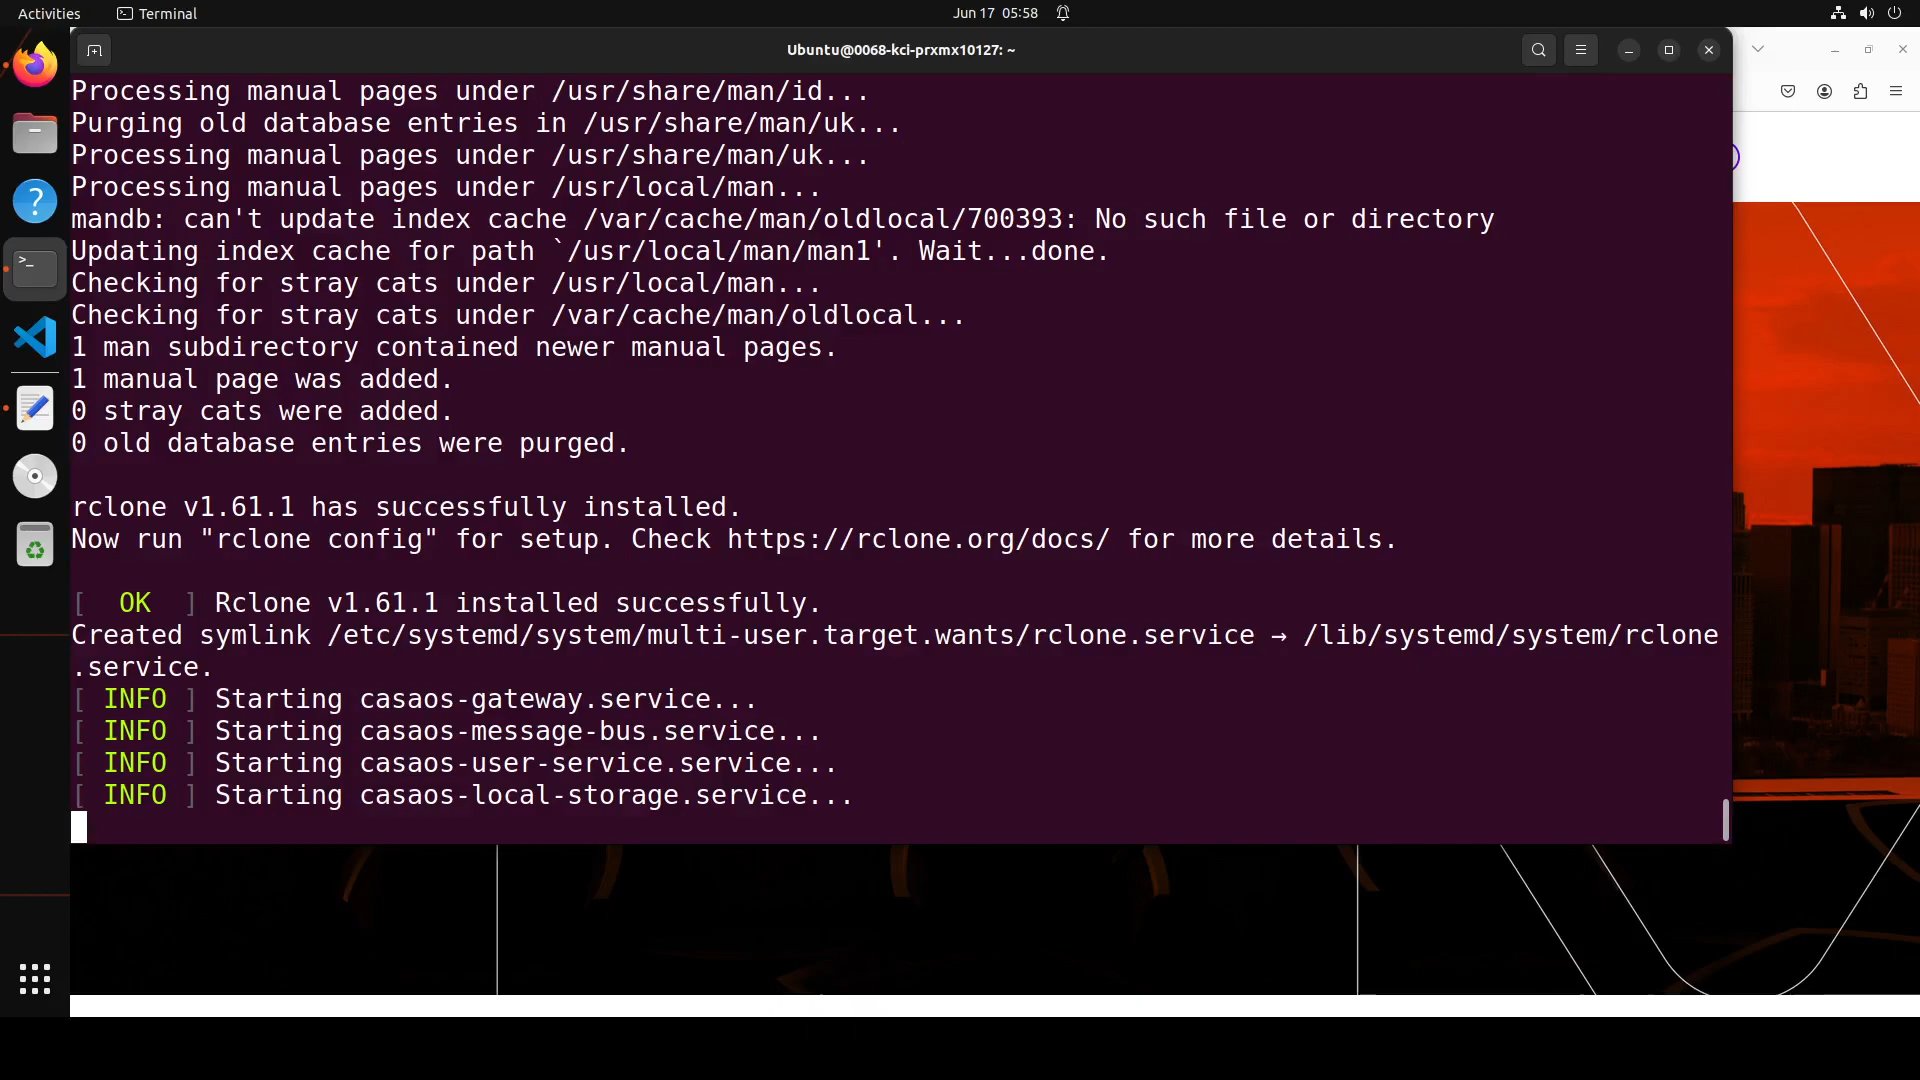 Activities
Terminal
Jun 17 05:58
Ubuntu@0068-kci-prxmx10127: ~
Processing manual pages under /usr/share/man/id...
Purging old database entries in /usr/share/man/uk...
Processing manual pages under /usr/share/man/uk...
Processing manual pages under /usr/local/man...
mandb: can't update index cache /var/cache/man/oldlocal/700393: No such file or directory
Updating index cache for path `/usr/local/man/man1'. Wait...done.
Checking for stray cats under /usr/local/man...
Checking for stray cats under /var/cache/man/oldlocal...
1 man subdirectory contained newer manual pages.
1 manual page was added.
0 stray cats were added.
0 old database entries were purged.
rclone v1.61.1 has successfully installed.
Now run "rclone config" for setup. Check https://rclone.org/docs/ for more details.
[  OK  ] Rclone v1.61.1 installed successfully.
Created symlink /etc/systemd/system/multi-user.target.wants/rclone.service → /lib/systemd/system/rclone
.service.
[ INFO ] Starting casaos-gateway.service...
[ INFO ] Starting casaos-message-bus.service...
[ INFO ] Starting casaos-user-service.service...
[ INFO ] Starting casaos-local-storage.service...